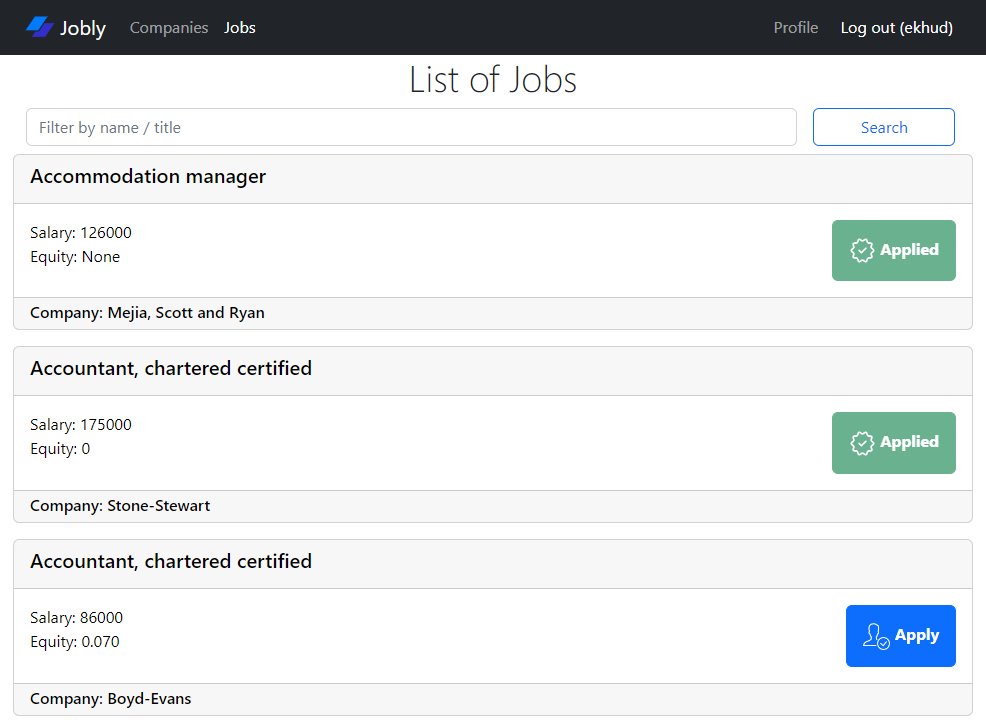 Jobly Companies Jobs Profile Log out (ekhud)
List of Jobs
Filter by name / title Search
Accommodation manager
Salary: 126000
Equity: None
Applied
Company: Mejia, Scott and Ryan
Accountant, chartered certified
Salary: 175000
Equity: 0
Applied
Company: Stone-Stewart
Accountant, chartered certified
Salary: 86000
Equity: 0.070
Apply
Company: Boyd-Evans